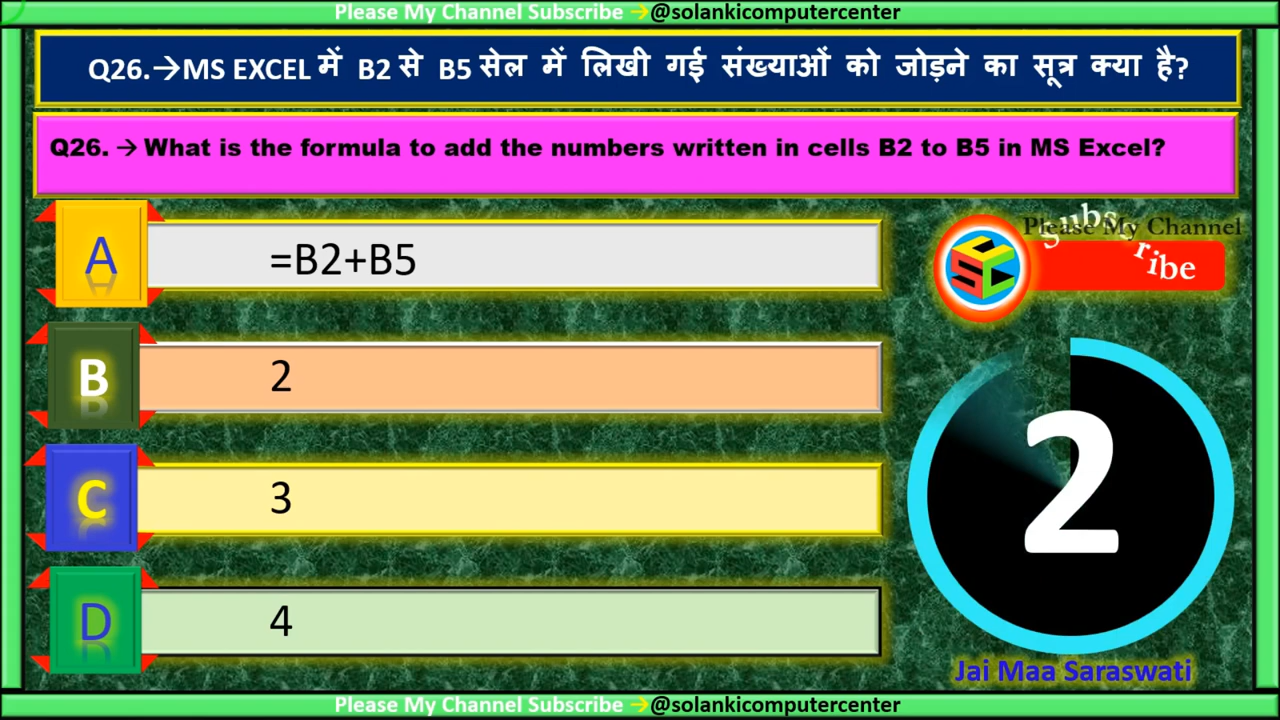 Please My Channel Subscribe →@solankicomputercenter
Q26.→MS EXCEL में B2 से B5 सेल में लिखी गई संख्याओं को जोड़ने का सूत्र क्या है?
Q26. → What is the formula to add the numbers written in cells B2 to B5 in MS Excel?
A =B2+B5
Please My Channel
Subscribe
SCC
B 2
C 3
2
D 4
Jai Maa Saraswati
Please My Channel Subscribe →@solankicomputercenter